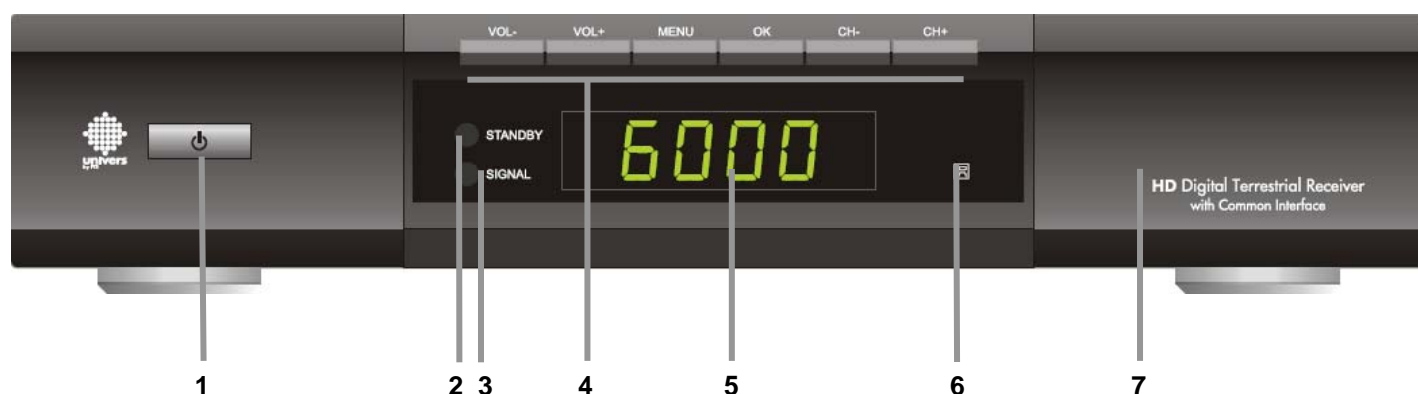 VOL- VOL+ MENU OK CH- CH+
STANDBY
6000
SIGNAL
univers
HD Digital Terrestrial Receiver
with Common Interface
1 2 3 4 5 6 7